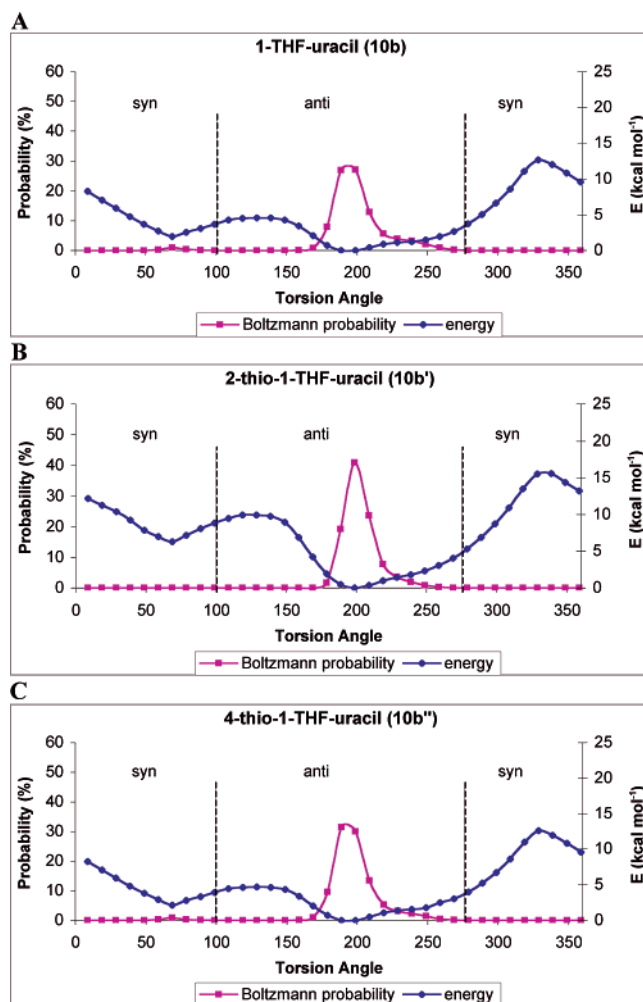 A
1-THF-uracil (10b)
60 25
50 syn anti syn 20
40 15
30 10
20 5
10 0
0
Probability (%)
E (kcal mol-1)
0 50 100 150 200 250 300 350
Torsion Angle
Boltzmann probability energy
B
2-thio-1-THF-uracil (10b')
60 25
50 syn anti syn 20
40 15
30 10
20 5
10 0
0
Probability (%)
E (kcal mol-1)
0 50 100 150 200 250 300 350
Torsion Angle
Boltzmann probability energy
C
4-thio-1-THF-uracil (10b")
60 25
50 syn anti syn 20
40 15
30 10
20 5
10 0
0
Probability (%)
E (kcal mol-1)
0 50 100 150 200 250 300 350
Torsion Angle
Boltzmann probability energy